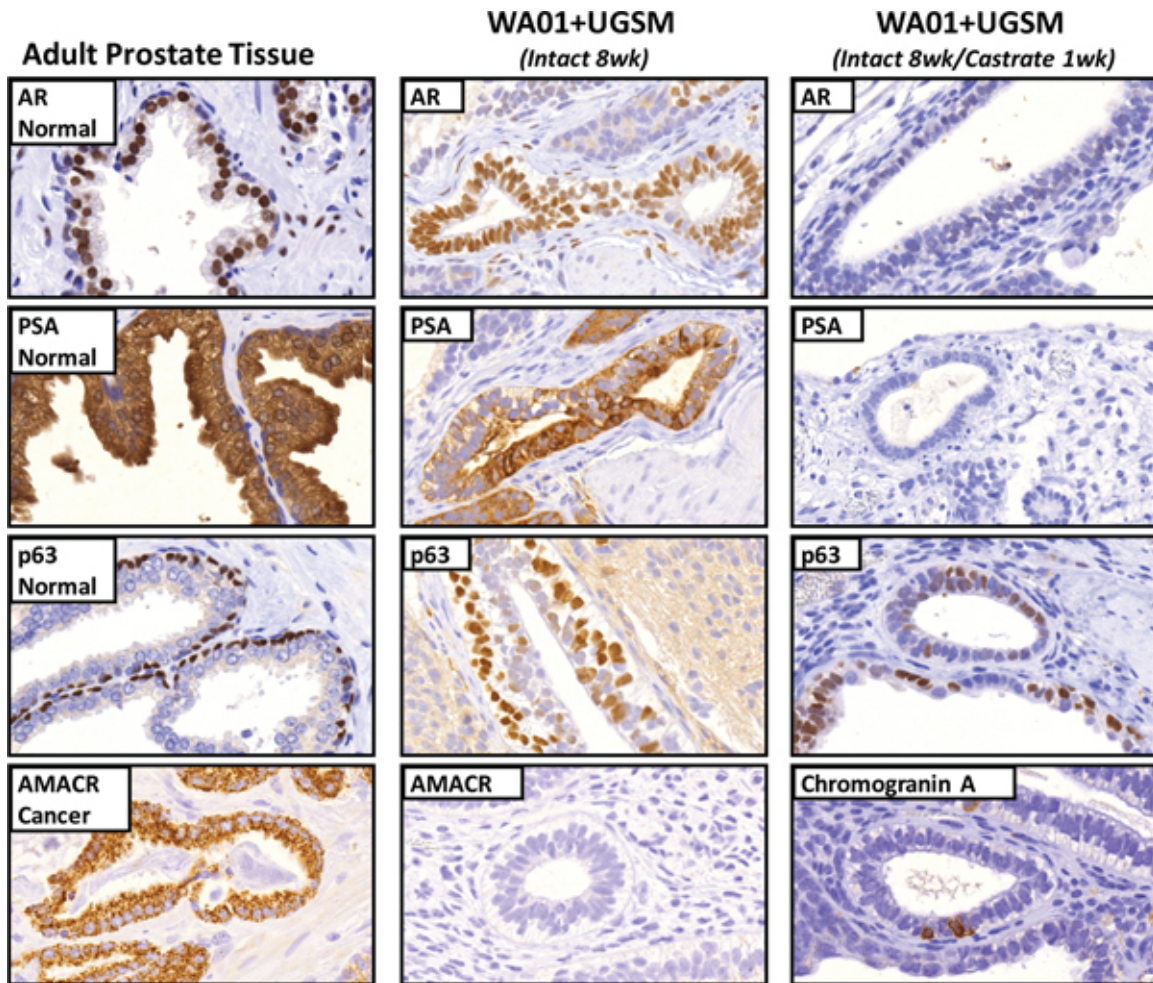 Adult Prostate Tissue
WA01+UGSM
(Intact 8wk)
WA01+UGSM
(Intact 8wk/Castrate 1wk)
AR
Normal
AR
AR
PSA
Normal
PSA
PSA
p63
Normal
p63
p63
AMACR
Cancer
AMACR
Chromogranin A